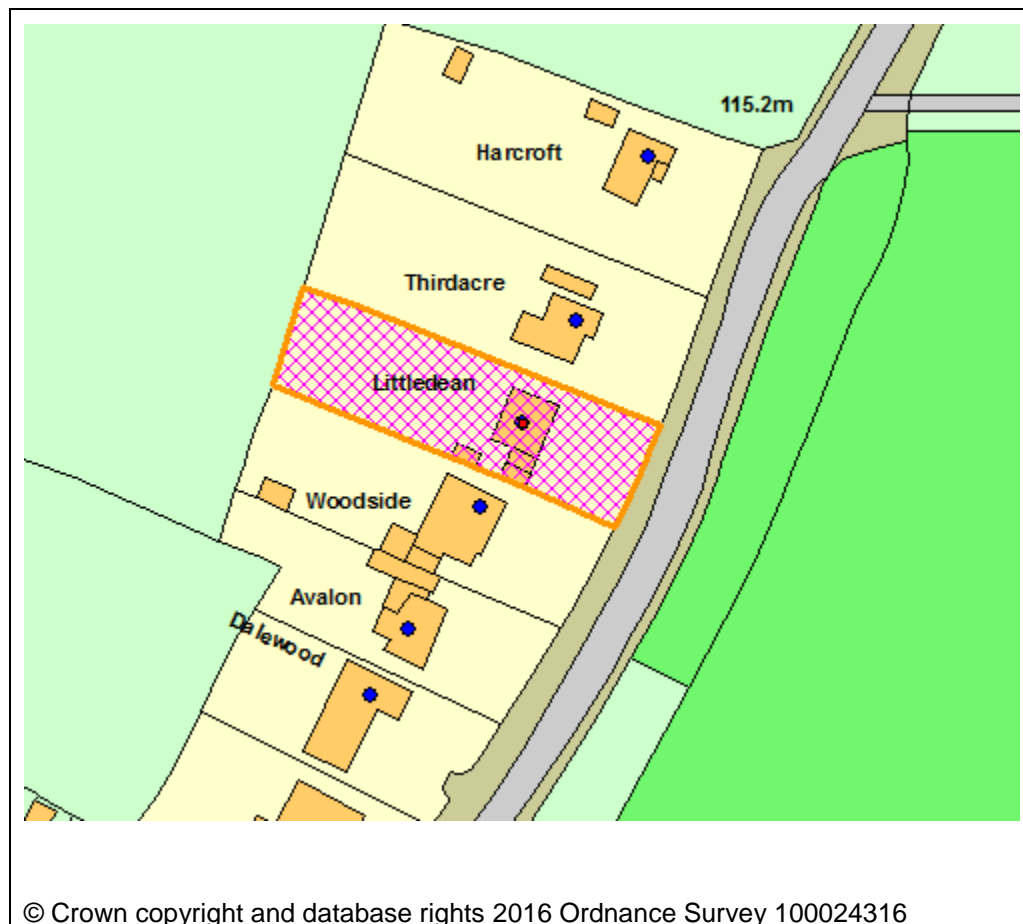 115.2m
Harcroft
Thirdacre
Littledean
Woodside
Avalon
Dalewood
© Crown copyright and database rights 2016 Ordnance Survey 100024316